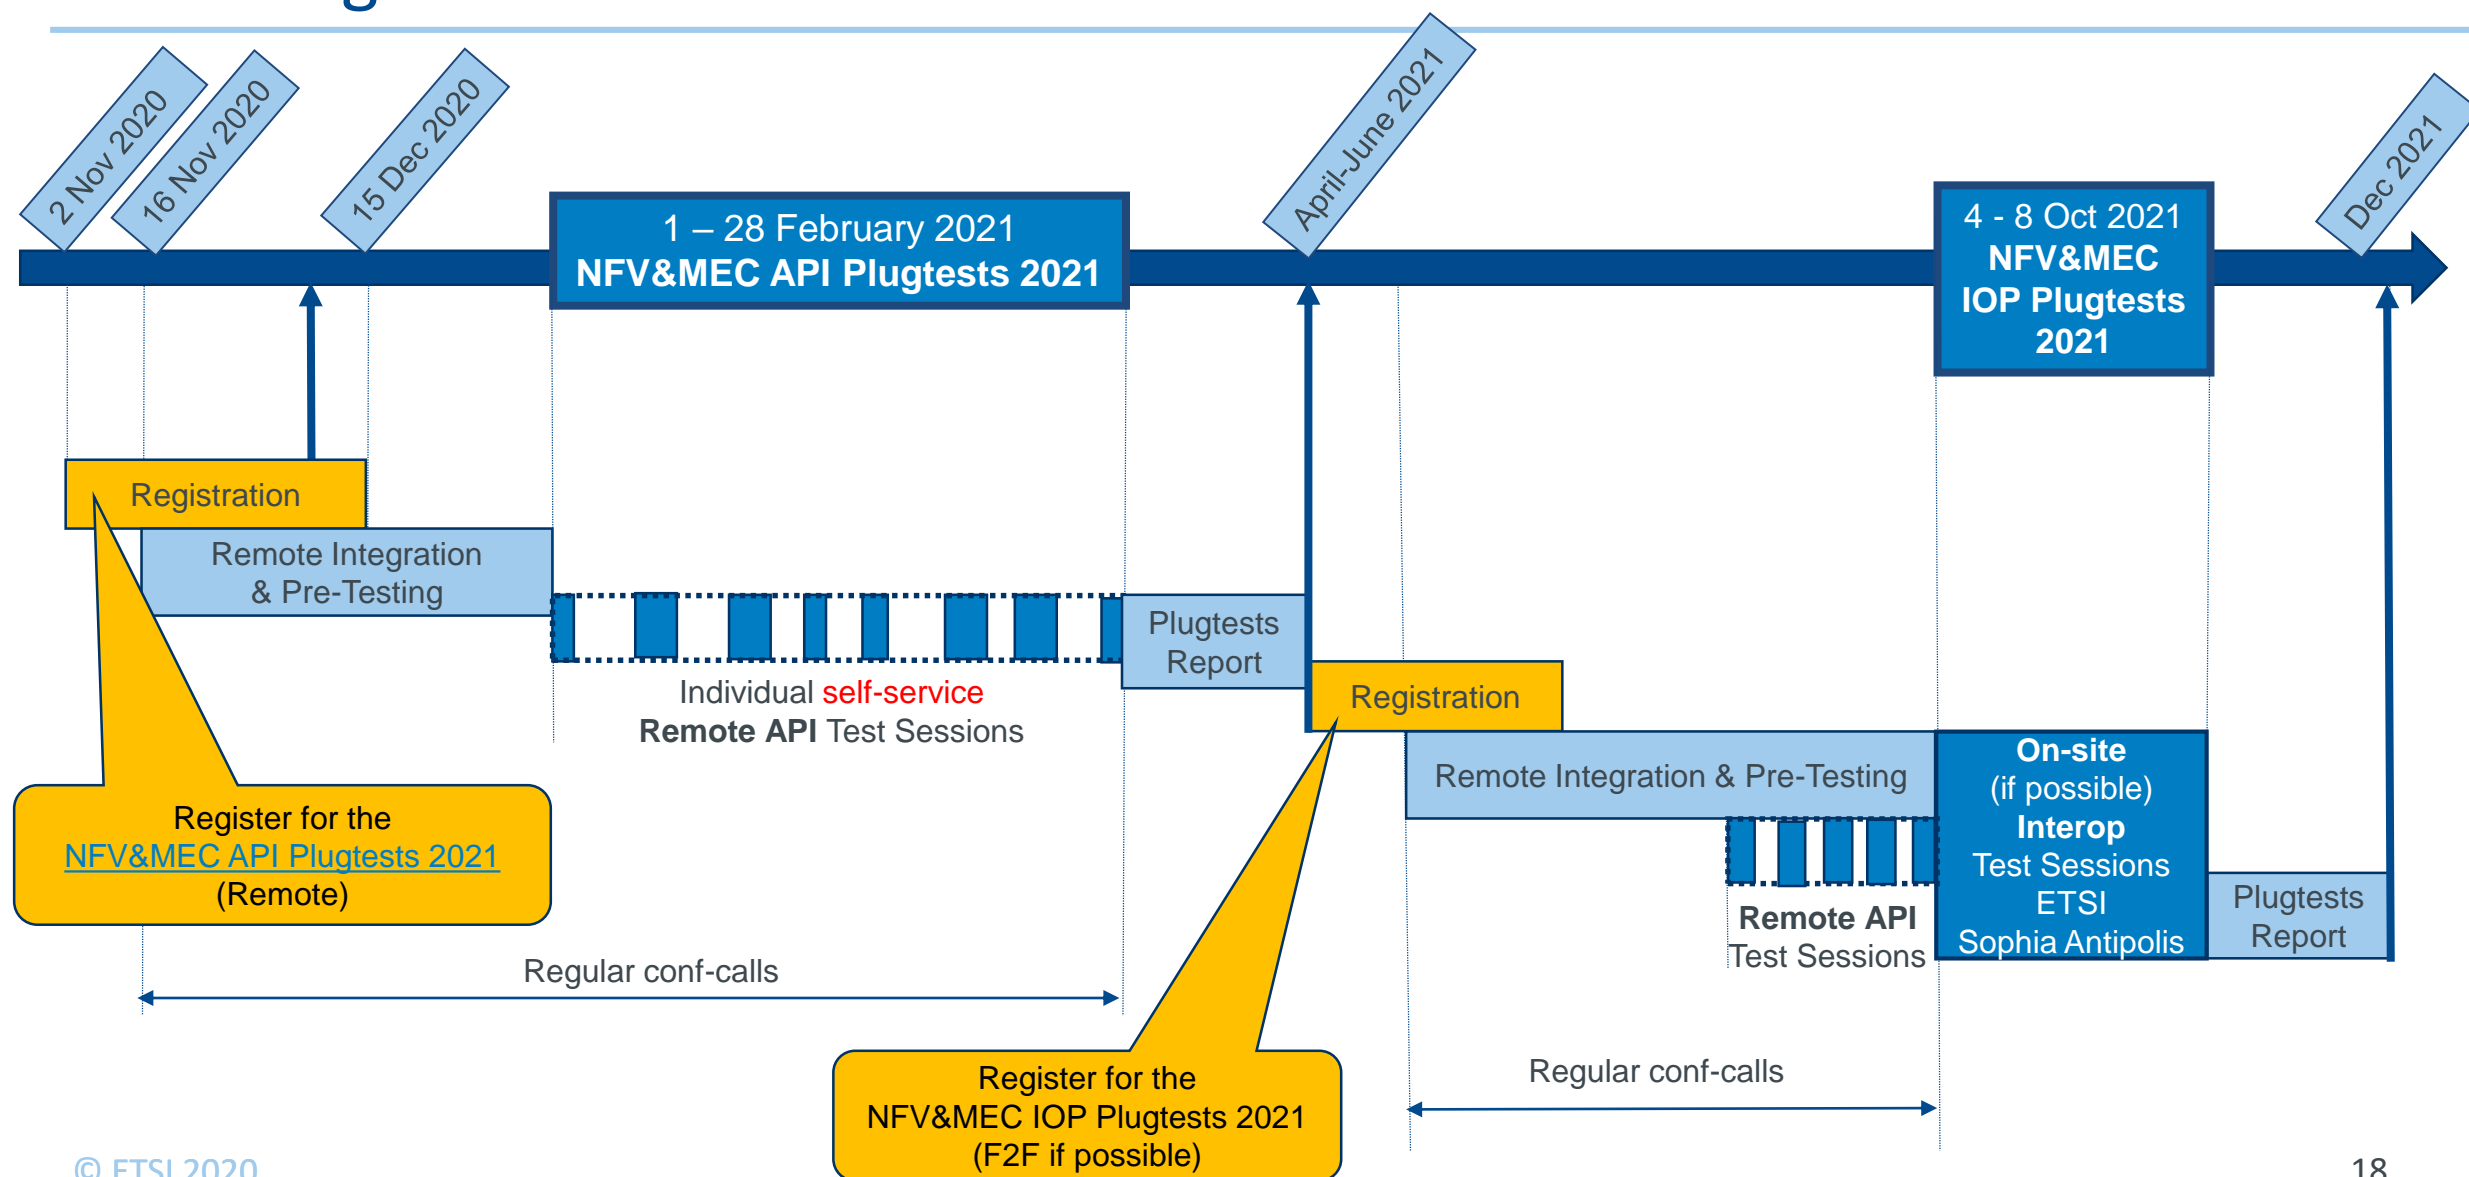 2 Nov 2020
16 Nov 2020
15 Dec 2020
April-June 2021
Dec 2021
1 – 28 February 2021
NFV&MEC API Plugtests 2021
4 - 8 Oct 2021
NFV&MEC
IOP Plugtests
2021
Registration
Remote Integration
& Pre-Testing
Individual self-service
Remote API Test Sessions
Plugtests
Report
Registration
Remote Integration & Pre-Testing
Remote API
Test Sessions
On-site
(if possible)
Interop
Test Sessions
ETSI
Sophia Antipolis
Plugtests
Report
Register for the
NFV&MEC API Plugtests 2021
(Remote)
Regular conf-calls
Register for the
NFV&MEC IOP Plugtests 2021
(F2F if possible)
Regular conf-calls
© ETSI 2020
18